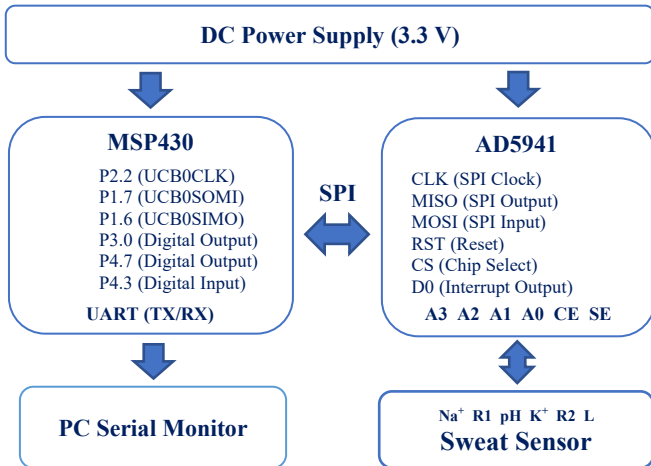 DC Power Supply (3.3 V)
MSP430
P2.2 (UCB0CLK)
P1.7 (UCB0SOMI)
P1.6 (UCB0SIMO)
P3.0 (Digital Output)
P4.7 (Digital Output)
P4.3 (Digital Input)
UART (TX/RX)
SPI
AD5941
CLK (SPI Clock)
MISO (SPI Output)
MOSI (SPI Input)
RST (Reset)
CS (Chip Select)
D0 (Interrupt Output)
A3 A2 A1 A0 CE SE
PC Serial Monitor
Na⁺ R1 pH K⁺ R2 L
Sweat Sensor